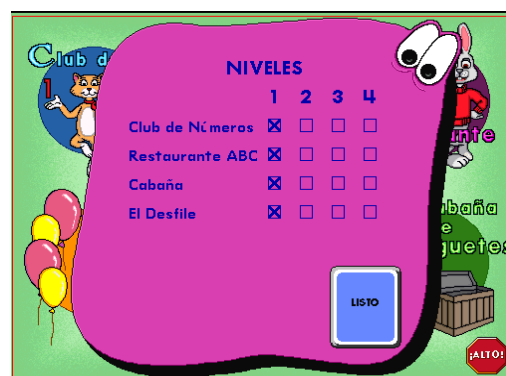 Club d
1
NIVELES
1 2 3 4
Club de Números
Restaurante ABC
Cabaña
El Desfile
LISTO
nte
abaña
e
guetes
¡ALTO!